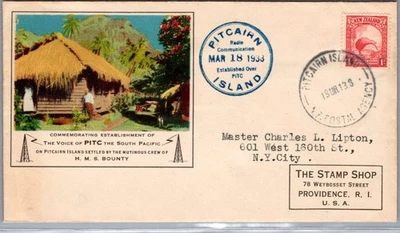 PITCAIRN
Radio
Communication
MAR 18 1938
Established Over
PITC
ISLAND
NEW ZEALAND
PITCAIRN ISLAND
N.Z. POSTAL AGENCY
COMMEMORATING ESTABLISHMENT OF
THE VOICE OF PITC THE SOUTH PACIFIC
ON PITCAIRN ISLAND SETTLED BY THE MUTINOUS CREW OF
H. M. S. BOUNTY
Master Charles L. Lipton,
601 West 160th St.,
N.Y.City.
THE STAMP SHOP
78 WEYBOSSET STREET
PROVIDENCE, R. I.
U. S. A.